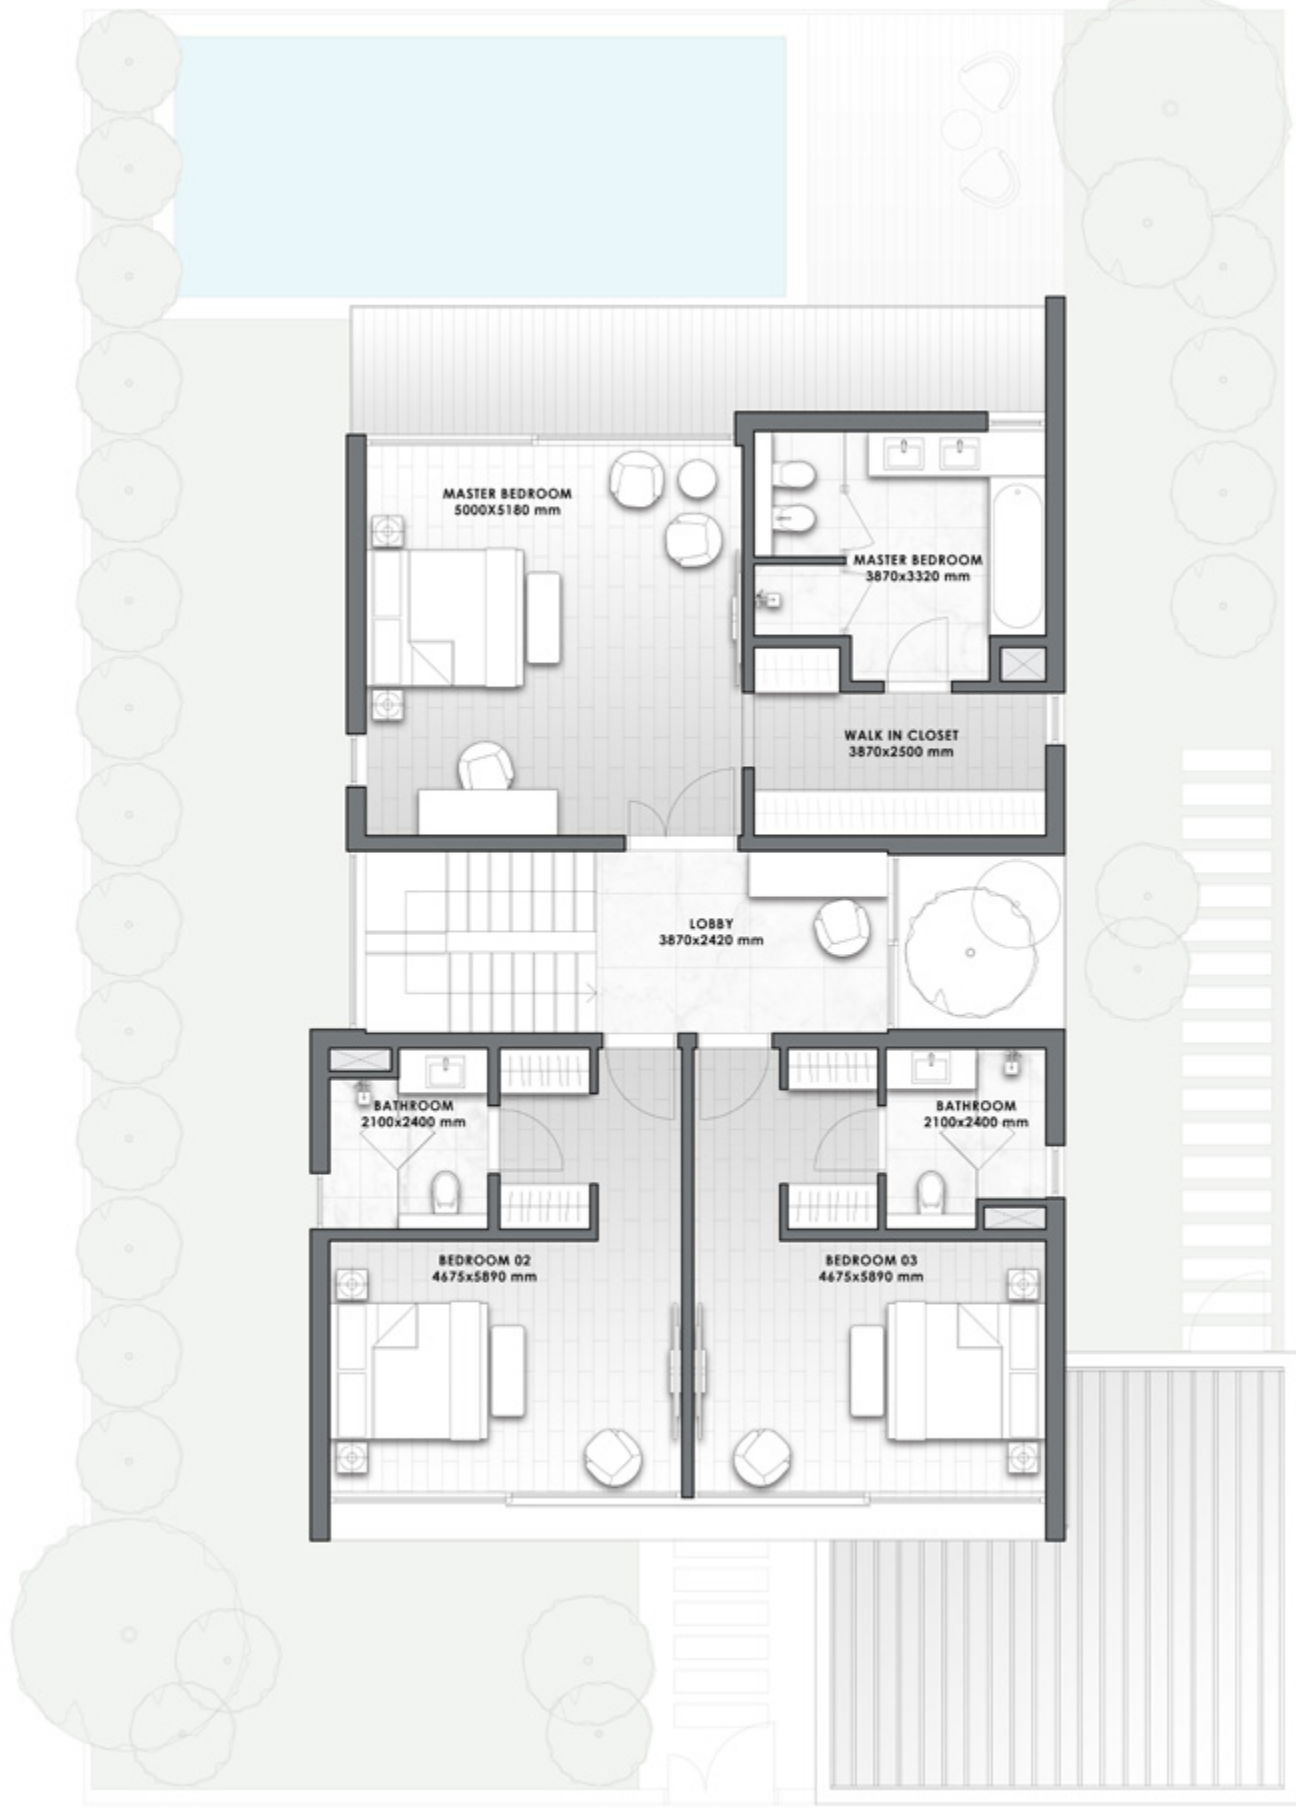 MASTER BEDROOM
5000X5180 mm
MASTER BEDROOM
3870x3320 mm
WALK IN CLOSET
3870x2500 mm
LOBBY
3870x2420 mm
BATHROOM
2100x2400 mm
BATHROOM
2100x2400 mm
BEDROOM 02
4675x5890 mm
BEDROOM 03
4675x5890 mm